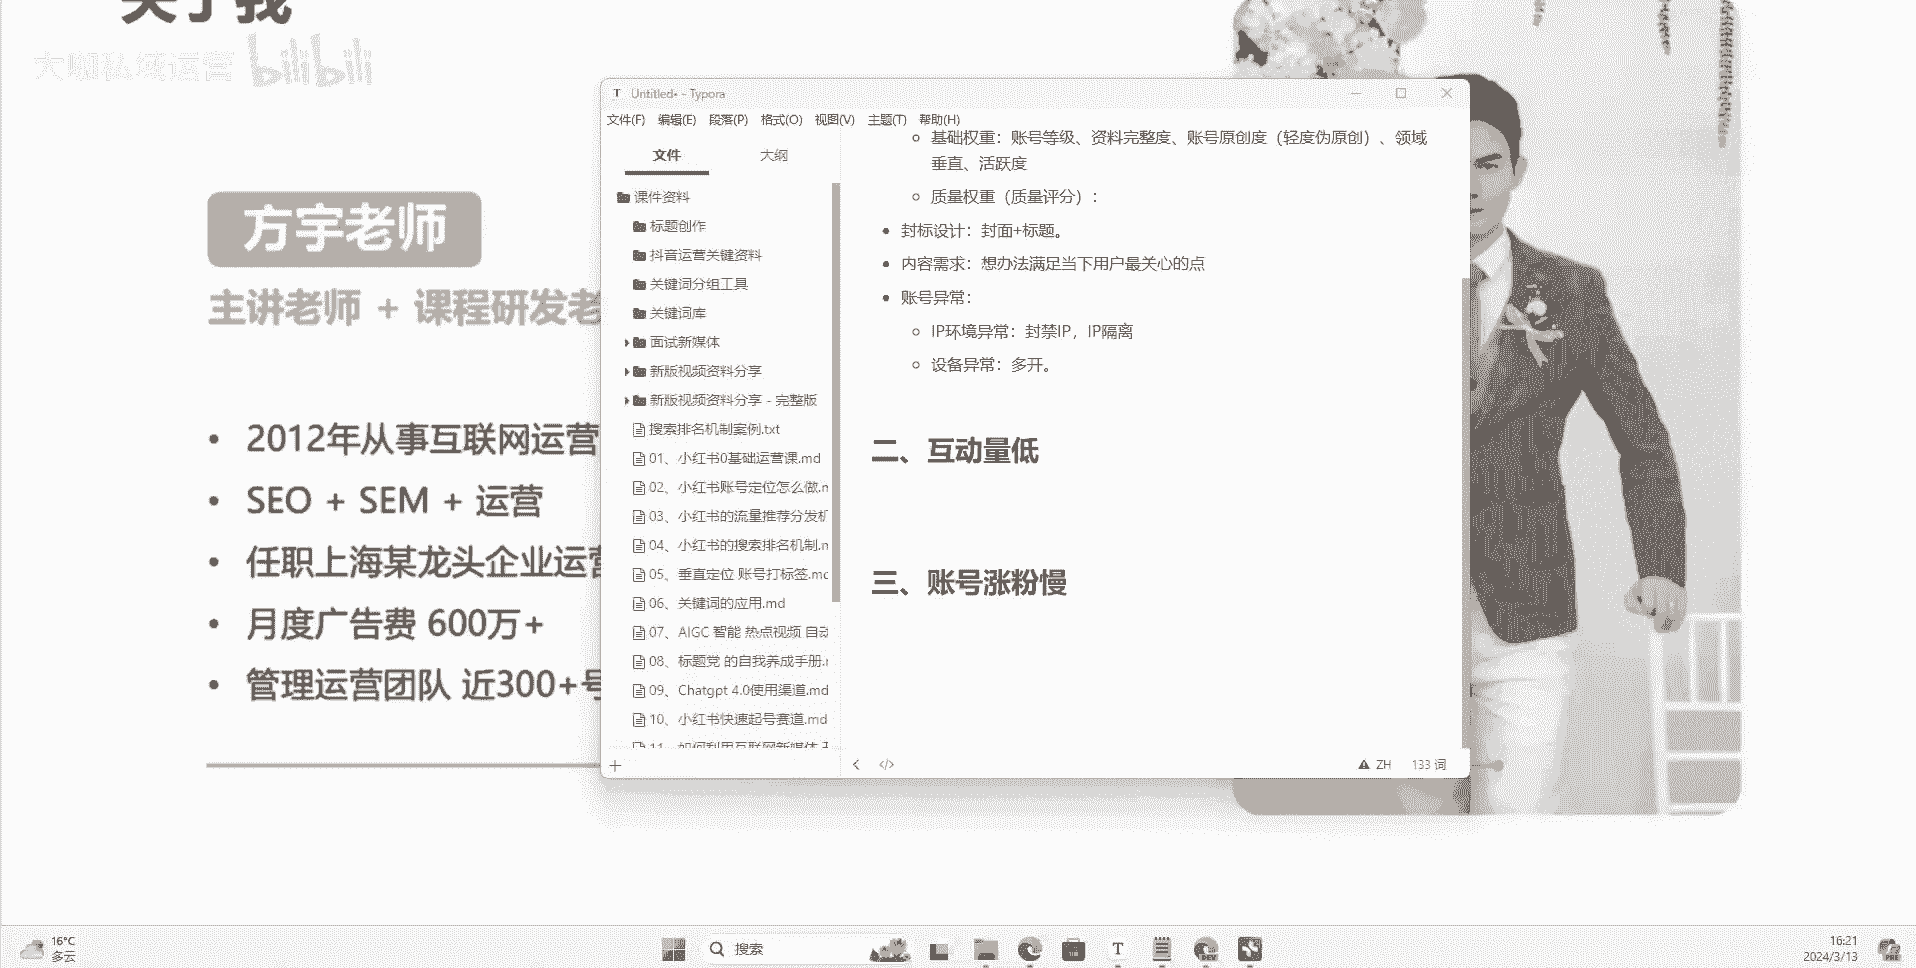 关于我
大咖私域运营 bilibili
方宇老师
主讲老师 + 课程研发老
2012年从事互联网运营
SEO + SEM + 运营
任职上海某龙头企业运营
月度广告费 600万+
管理运营团队 近300+号
Untitled• - Typora
文件(F) 编辑(E) 段落(P) 格式(O) 视图(V) 主题(T) 帮助(H)
文件 大纲
课件资料
标题创作
抖音运营关键资料
关键词分组工具
关键词库
面试新媒体
新版视频资料分享
新版视频资料分享 - 完整版
搜索排名机制案例.txt
01、小红书0基础运营课.md
02、小红书账号定位怎么做.m
03、小红书的流量推荐分发机
04、小红书的搜索排名机制.m
05、垂直定位 账号打标签.md
06、关键词的应用.md
07、AIGC 智能 热点视频 自动
08、标题党 的自我养成手册.m
09、Chatgpt 4.0使用渠道.md
10、小红书快速起号赛道.md
11、如何利用互联网新媒体
基础权重：账号等级、资料完整度、账号原创度（轻度伪原创）、领域
垂直、活跃度
质量权重（质量评分）：
封标设计：封面+标题。
内容需求：想办法满足当下用户最关心的点
账号异常：
IP环境异常：封禁IP，IP隔离
设备异常：多开。
二、互动量低
三、账号涨粉慢
ZH 133 词
16°C
多云
搜索
16:21
2024/3/13
DEV
PRE